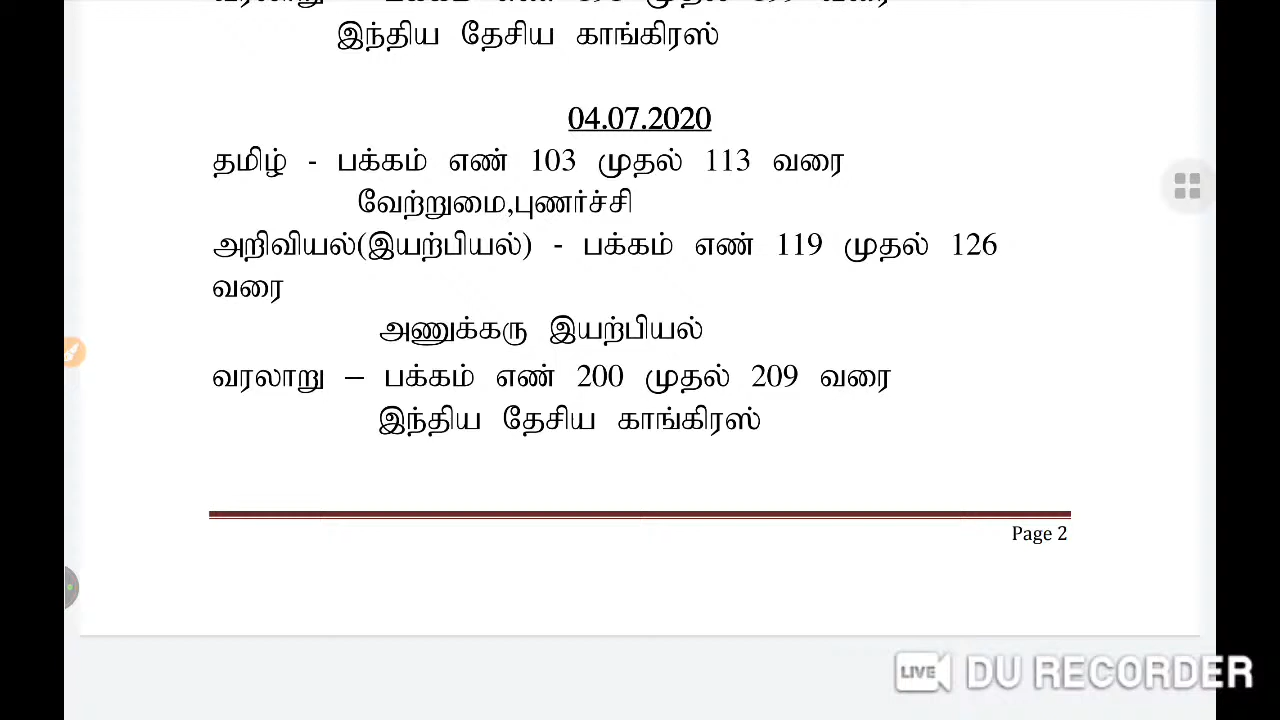 இந்திய தேசிய காங்கிரஸ்
04.07.2020
தமிழ் - பக்கம் எண் 103 முதல் 113 வரை
வேற்றுமை,புணர்ச்சி
அறிவியல்(இயற்பியல்) - பக்கம் எண் 119 முதல் 126
வரை
அணுக்கரு இயற்பியல்
வரலாறு – பக்கம் எண் 200 முதல் 209 வரை
இந்திய தேசிய காங்கிரஸ்
Page 2
LIVE DU RECORDER